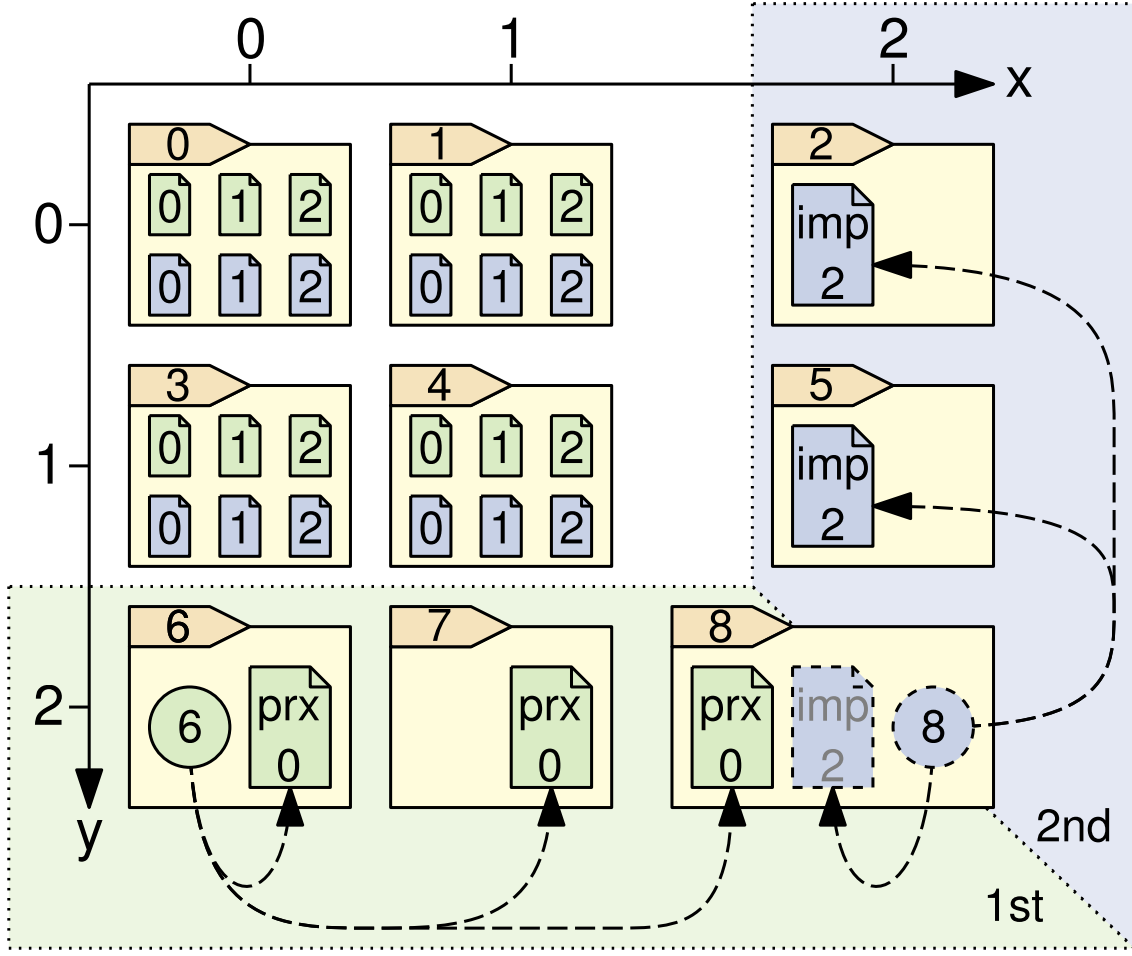 0 1 2
x
0 1 2
0
0 1 2 0 1 2 imp
0 1 2 0 1 2 2
3 4 5
1
0 1 2 0 1 2 imp
0 1 2 0 1 2 2
6 7 8
2
6 prx prx prx imp 8
0 0 0 2
y
2nd
1st